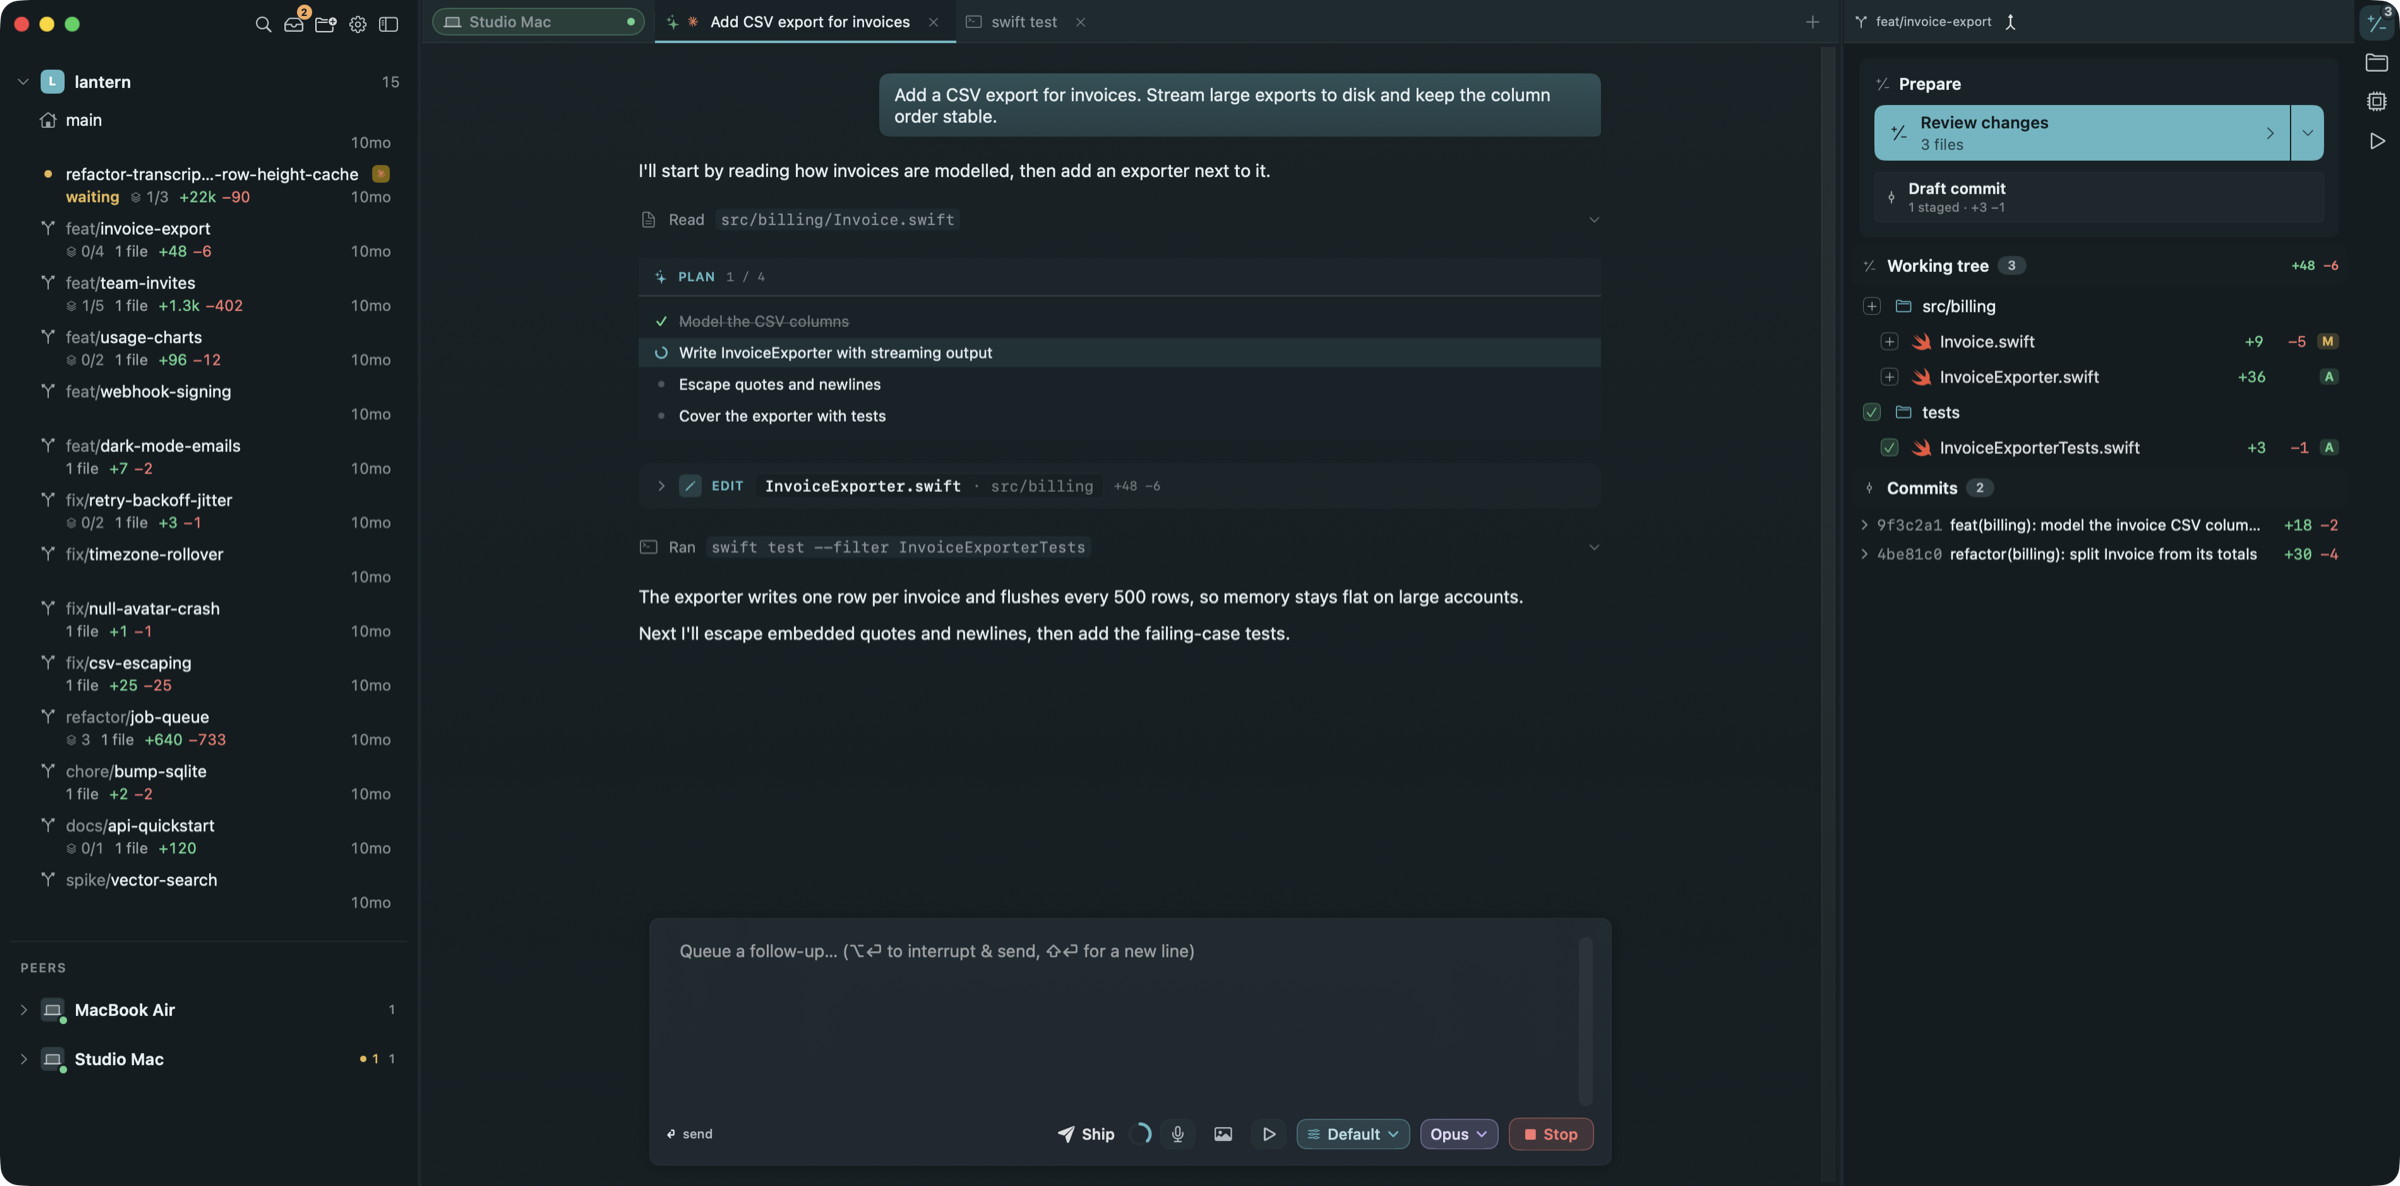 2
Studio Mac
Add CSV export for invoices
swift test
feat/invoice-export
3
L lantern 15
main
10mo
refactor-transcrip...-row-height-cache
waiting 1/3 +22k −90 10mo
feat/invoice-export
0/4 1 file +48 −6 10mo
feat/team-invites
1/5 1 file +1.3k −402 10mo
feat/usage-charts
0/2 1 file +96 −12 10mo
feat/webhook-signing
10mo
feat/dark-mode-emails
1 file +7 −2 10mo
fix/retry-backoff-jitter
0/2 1 file +3 −1 10mo
fix/timezone-rollover
10mo
fix/null-avatar-crash
1 file +1 −1 10mo
fix/csv-escaping
1 file +25 −25 10mo
refactor/job-queue
3 1 file +640 −733 10mo
chore/bump-sqlite
1 file +2 −2 10mo
docs/api-quickstart
0/1 1 file +120 10mo
spike/vector-search
10mo
PEERS
MacBook Air 1
Studio Mac 1 1
Add a CSV export for invoices. Stream large exports to disk and keep the column
order stable.
I'll start by reading how invoices are modelled, then add an exporter next to it.
Read src/billing/Invoice.swift
PLAN 1 / 4
Model the CSV columns
Write InvoiceExporter with streaming output
Escape quotes and newlines
Cover the exporter with tests
EDIT InvoiceExporter.swift · src/billing +48 −6
Ran swift test --filter InvoiceExporterTests
The exporter writes one row per invoice and flushes every 500 rows, so memory stays flat on large accounts.
Next I'll escape embedded quotes and newlines, then add the failing-case tests.
Queue a follow-up... (⌥⏎ to interrupt & send, ⇧⏎ for a new line)
send
Ship
Default
Opus
Stop
Prepare
Review changes
3 files
Draft commit
1 staged · +3 −1
Working tree 3 +48 −6
src/billing
Invoice.swift +9 −5 M
InvoiceExporter.swift +36 A
tests
InvoiceExporterTests.swift +3 −1 A
Commits 2
9f3c2a1 feat(billing): model the invoice CSV colum... +18 −2
4be81c0 refactor(billing): split Invoice from its totals +30 −4